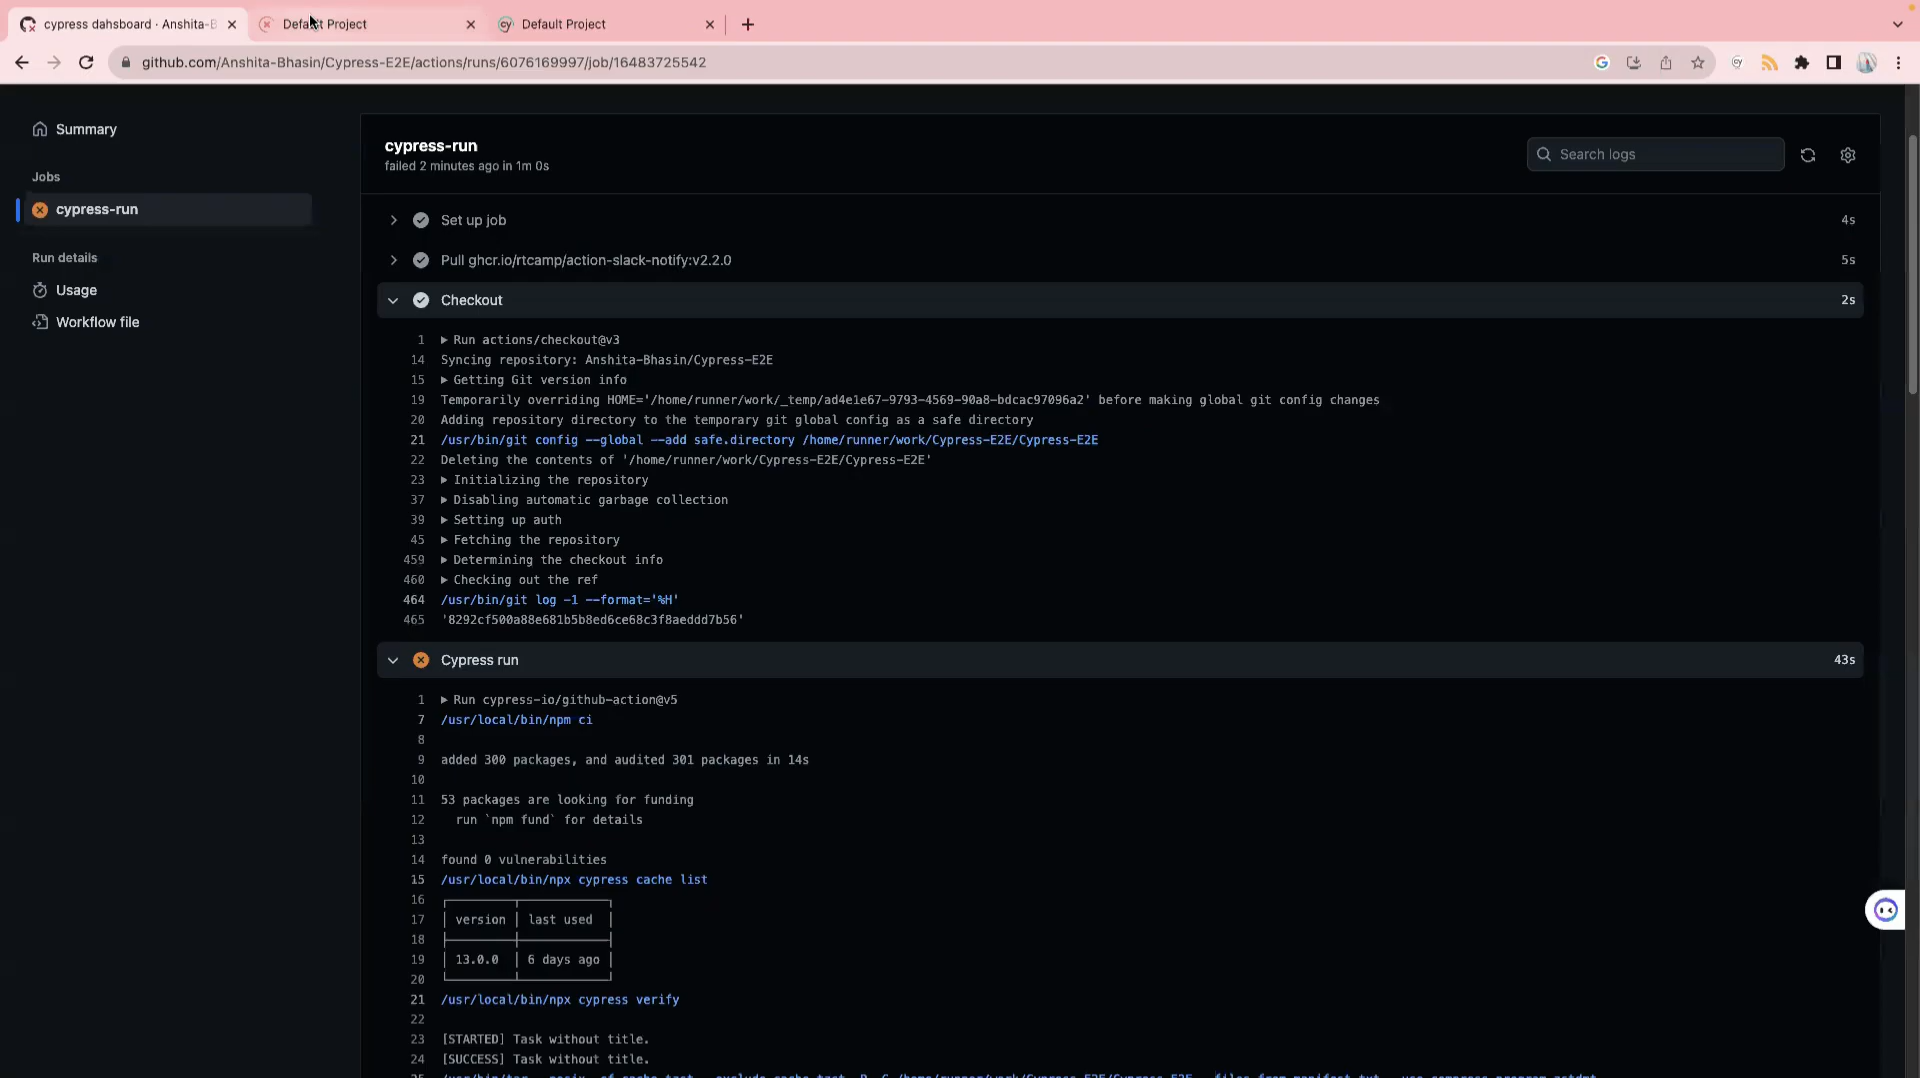 cypress dahsboard · Anshita-B
Default Project
Default Project
github.com/Anshita-Bhasin/Cypress-E2E/actions/runs/6076169997/job/16483725542
Summary
Jobs
cypress-run
Run details
Usage
Workflow file
cypress-run
failed 2 minutes ago in 1m 0s
Search logs
Set up job 4s
Pull ghcr.io/rtcamp/action-slack-notify:v2.2.0 5s
Checkout 2s
1 Run actions/checkout@v3
14 Syncing repository: Anshita-Bhasin/Cypress-E2E
15 Getting Git version info
19 Temporarily overriding HOME='/home/runner/work/_temp/ad4e1e67-9793-4569-90a8-bdcac97096a2' before making global git config changes
20 Adding repository directory to the temporary git global config as a safe directory
21 /usr/bin/git config --global --add safe.directory /home/runner/work/Cypress-E2E/Cypress-E2E
22 Deleting the contents of '/home/runner/work/Cypress-E2E/Cypress-E2E'
23 Initializing the repository
37 Disabling automatic garbage collection
39 Setting up auth
45 Fetching the repository
459 Determining the checkout info
460 Checking out the ref
464 /usr/bin/git log -1 --format='%H'
465 '8292cf500a88e681b5b8ed6ce68c3f8aeddd7b56'
Cypress run 43s
1 Run cypress-io/github-action@v5
7 /usr/local/bin/npm ci
8
9 added 300 packages, and audited 301 packages in 14s
10
11 53 packages are looking for funding
12 run `npm fund` for details
13
14 found 0 vulnerabilities
15 /usr/local/bin/npx cypress cache list
16
17 version last used
18
19 13.0.0 6 days ago
20
21 /usr/local/bin/npx cypress verify
22
23 [STARTED] Task without title.
24 [SUCCESS] Task without title.